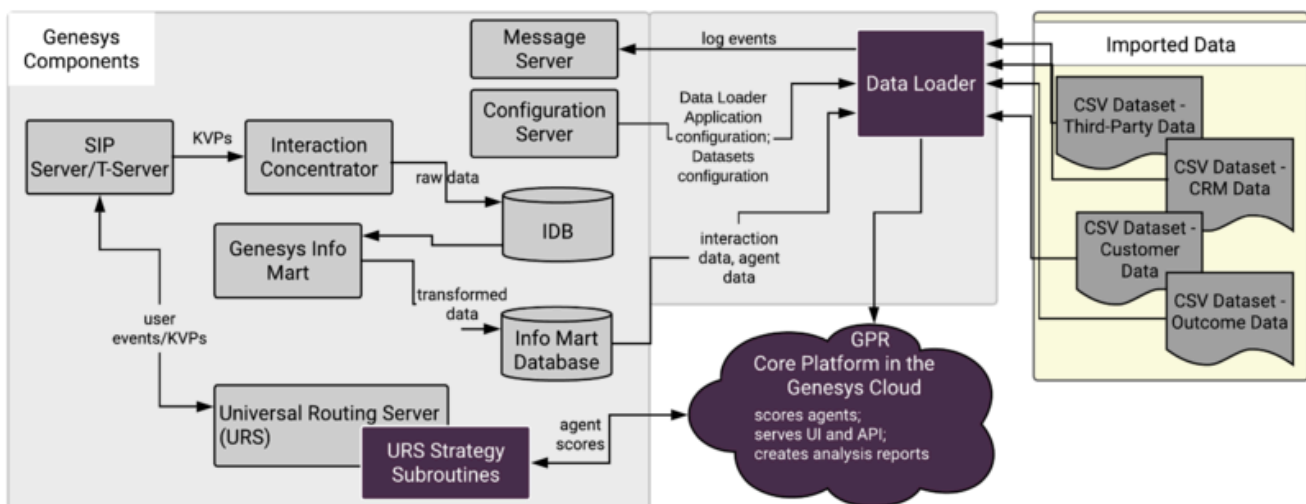 Genesys
Components
Message
Server
log events
Data Loader
Imported Data
Configuration
Server
Data Loader
Application
configuration;
Datasets
configuration
CSV Dataset -
Third-Party Data
SIP
Server/T-Server
KVPs
Interaction
Concentrator
raw data
CSV Dataset -
CRM Data
IDB
Genesys Info
Mart
interaction
data, agent
data
CSV Dataset -
Customer
Data
transformed
data
CSV Dataset -
Outcome Data
user
events/KVPs
Info Mart
Database
GPR
Core Platform in the
Genesys Cloud
scores agents;
serves UI and API;
creates analysis reports
Universal Routing Server
(URS)
agent
scores
URS Strategy
Subroutines